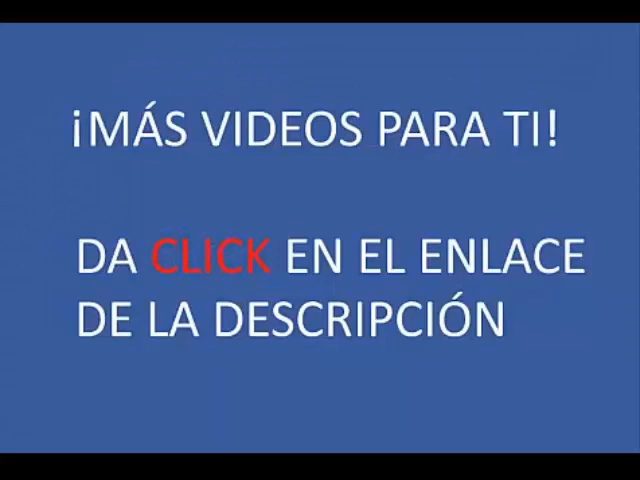 ¡MÁS VIDEOS PARA TI!
DA CLICK EN EL ENLACE
DE LA DESCRIPCIÓN